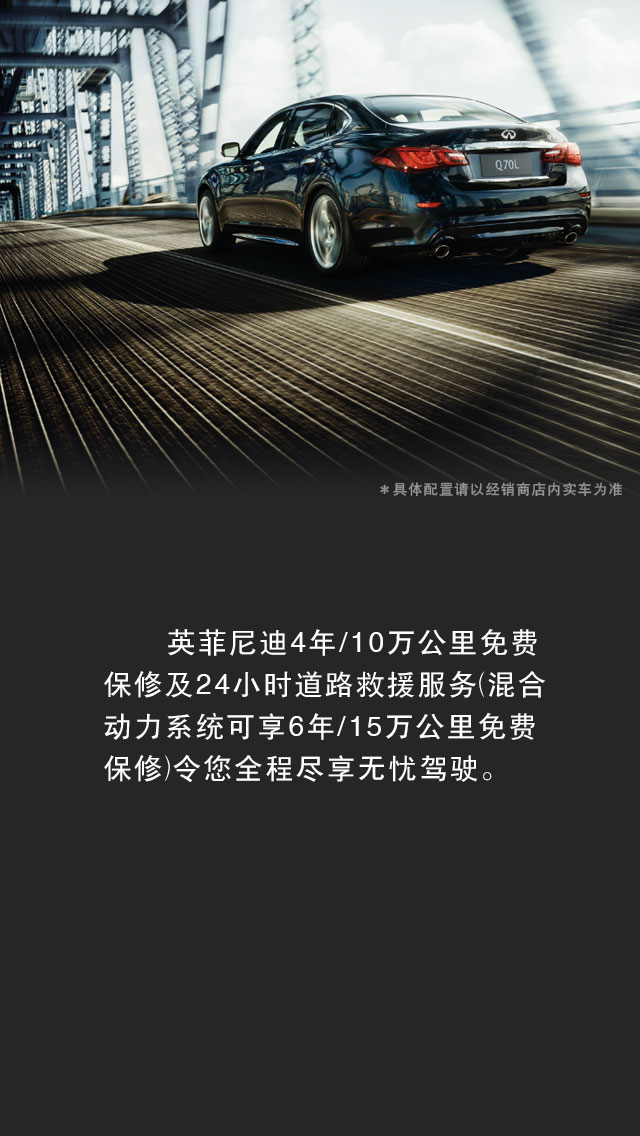 Q70L
＊具体配置请以经销商店内实车为准
英菲尼迪4年/10万公里免费
保修及24小时道路救援服务(混合
动力系统可享6年/15万公里免费
保修)令您全程尽享无忧驾驶。